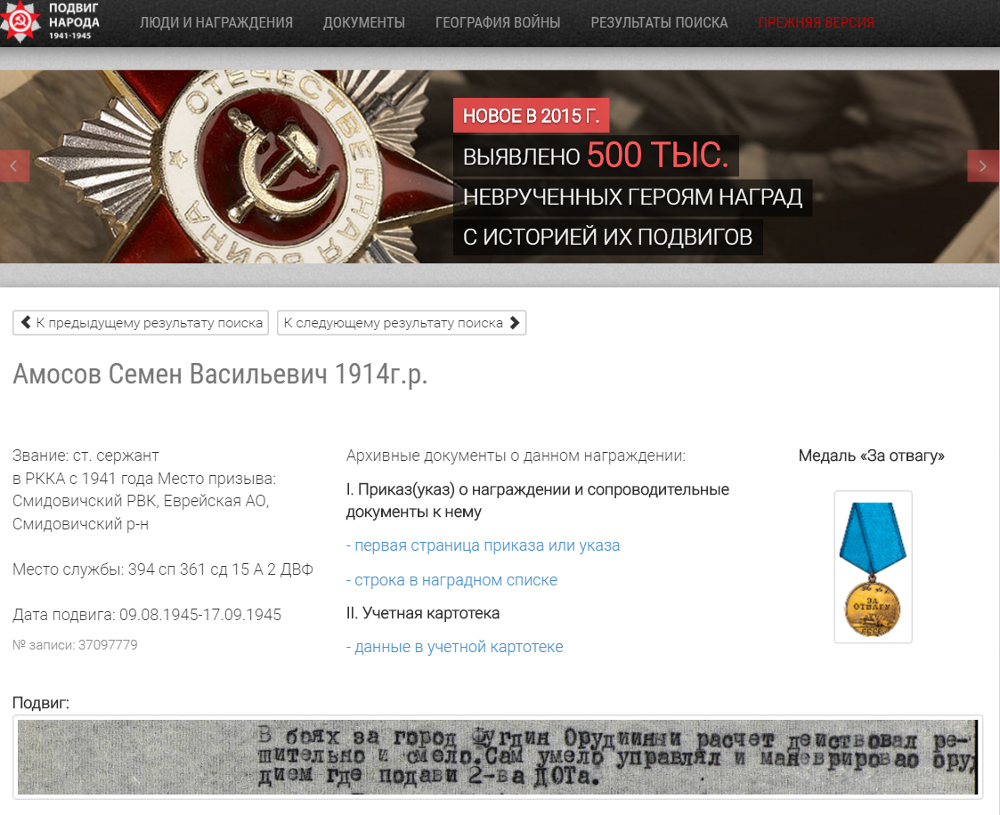 ПОДВИГ
НАРОДА
1941-1945
ЛЮДИ И НАГРАЖДЕНИЯ ДОКУМЕНТЫ ГЕОГРАФИЯ ВОЙНЫ РЕЗУЛЬТАТЫ ПОИСКА ПРЕЖНЯЯ ВЕРСИЯ
ОТЕЧЕСТВЕННАЯ ВОЙНА
НОВОЕ В 2015 Г.
ВЫЯВЛЕНО 500 ТЫС.
НЕВРУЧЕННЫХ ГЕРОЯМ НАГРАД
С ИСТОРИЕЙ ИХ ПОДВИГОВ
К предыдущему результату поиска К следующему результату поиска
Амосов Семен Васильевич 1914г.р.
Звание: ст. сержант
в РККА с 1941 года Место призыва:
Смидовичский РВК, Еврейская АО,
Смидовичский р-н
Место службы: 394 сп 361 сд 15 А 2 ДВФ
Дата подвига: 09.08.1945-17.09.1945
№ записи: 37097779
Архивные документы о данном награждении:
I. Приказ(указ) о награждении и сопроводительные
документы к нему
- первая страница приказа или указа
- строка в наградном списке
II. Учетная картотека
- данные в учетной картотеке
Медаль «За отвагу»
ЗА
ОТВАГУ
СССР
Подвиг:
В боях за город Фугдин Орудийный расчет действовал ре-
шительно и смело.Сам умело управлял и маневрировао ору
дием где подави 2-ва ДОТа.